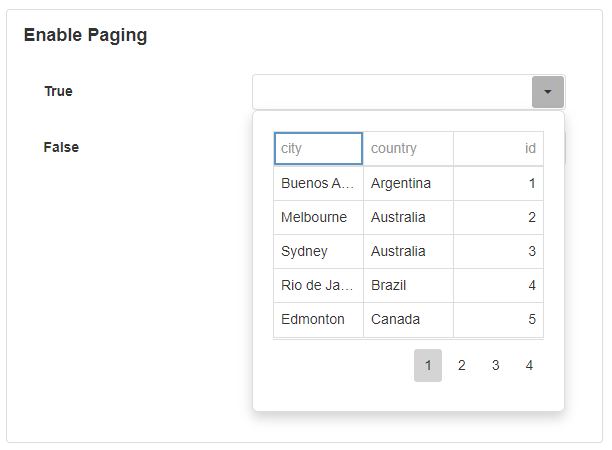 Enable Paging
True
False
city country id
Buenos A... Argentina 1
Melbourne Australia 2
Sydney Australia 3
Rio de Ja... Brazil 4
Edmonton Canada 5
1 2 3 4